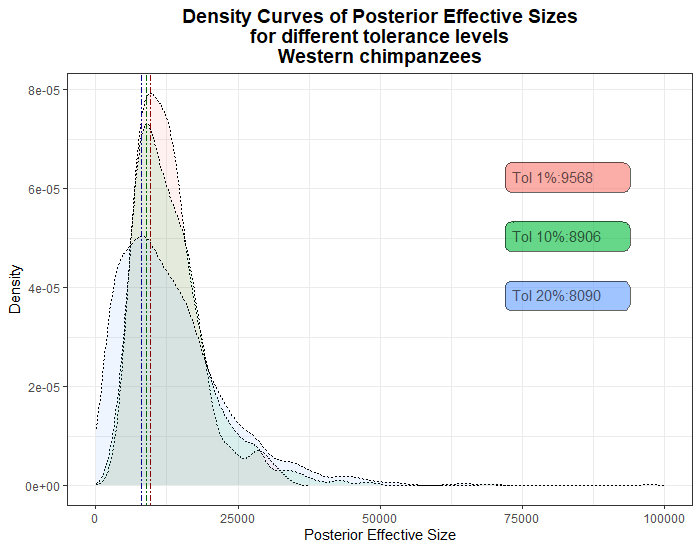 Density Curves of Posterior Effective Sizes
for different tolerance levels
Western chimpanzees
8e-05
6e-05
4e-05
2e-05
0e+00
Density
Tol 1%:9568
Tol 10%:8906
Tol 20%:8090
0
25000
50000
75000
100000
Posterior Effective Size